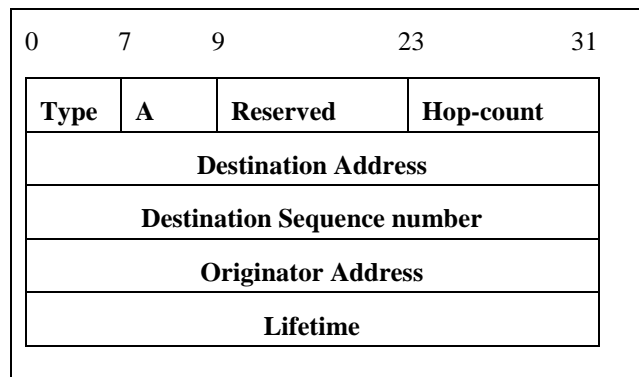 0 7 9 23 31
Type A Reserved Hop-count
Destination Address
Destination Sequence number
Originator Address
Lifetime